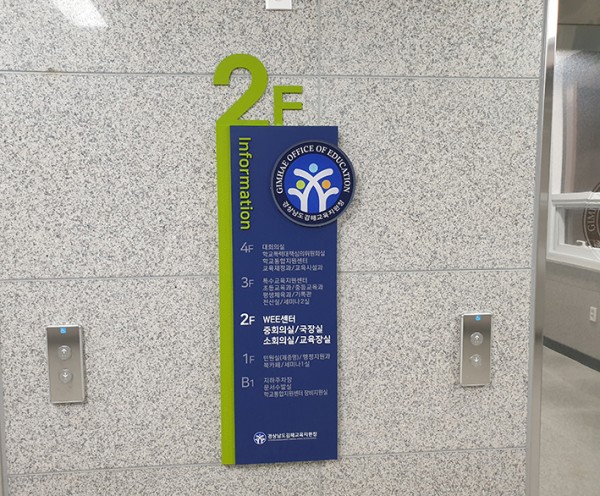 2F
Information
GIMHAE OFFICE OF EDUCATION
경상남도김해교육지원청
4F 대회의실
학교폭력대책심의위원회실
학교통합지원센터
교육재정과/교육시설과
3F 특수교육지원센터
초등교육과/중등교육과
평생체육과/기록관
전산실/세미나2실
2F WEE센터
중회의실/국장실
소회의실/교육장실
1F 민원실(제증명)/행정지원과
북카페/세미나1실
B1 지하주차장
문서수발실
학교통합지원센터 장비지원실
경상남도김해교육지원청